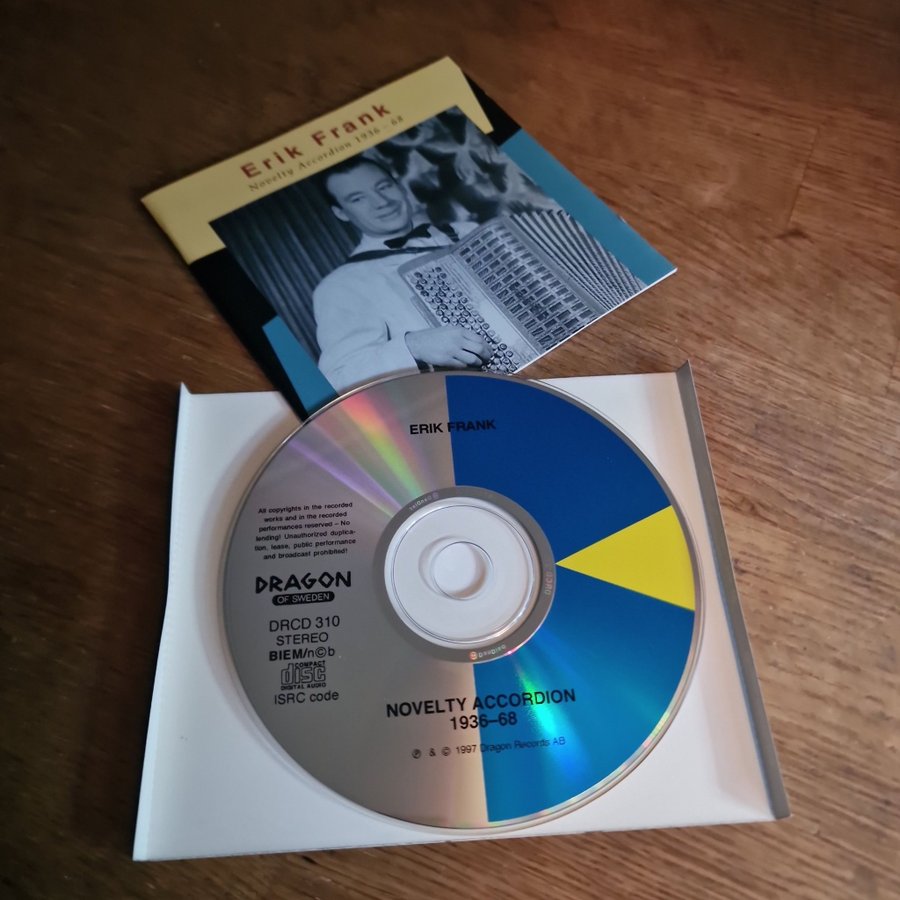 Erik Frank
Novelty Accordion 1936 - 68
ERIK FRANK
All copyrights in the recorded
works and in the recorded
performances reserved – No
lending! Unauthorized duplica-
tion, lease, public performance
and broadcast prohibited!
DRAGON
OF SWEDEN
DRCD 310
STEREO
BIEM/n©b
COMPACT
disc
DIGITAL AUDIO
ISRC code
NOVELTY ACCORDION
1936–68
℗ & © 1997 Dragon Records AB